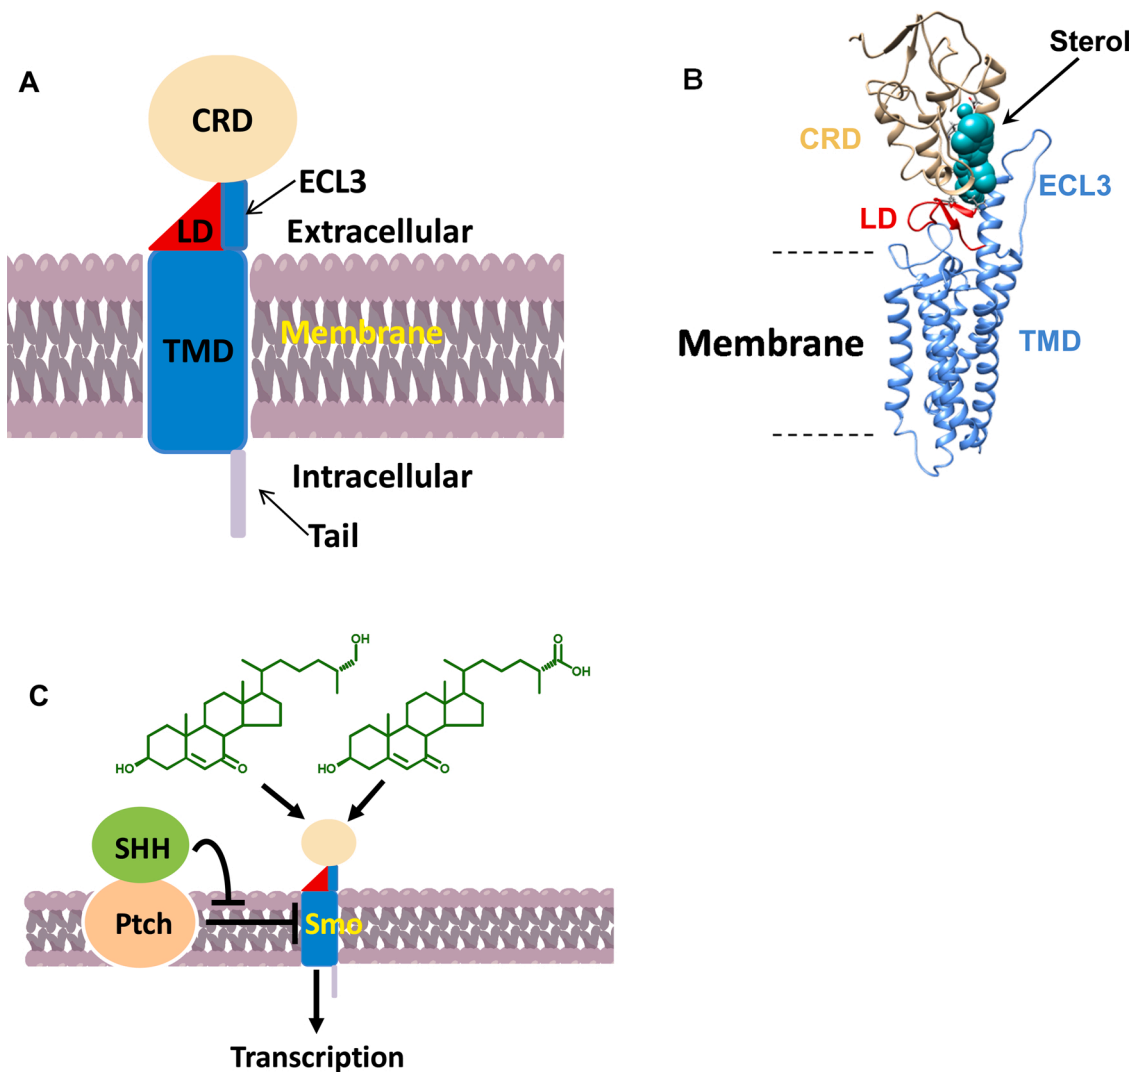 A
CRD
ECL3
LD
Extracellular
TMD
Membrane
Intracellular
Tail
B
Sterol
CRD
ECL3
LD
Membrane
TMD
C
OH
HO
O
O
OH
HO
O
SHH
Ptch
Smo
Transcription